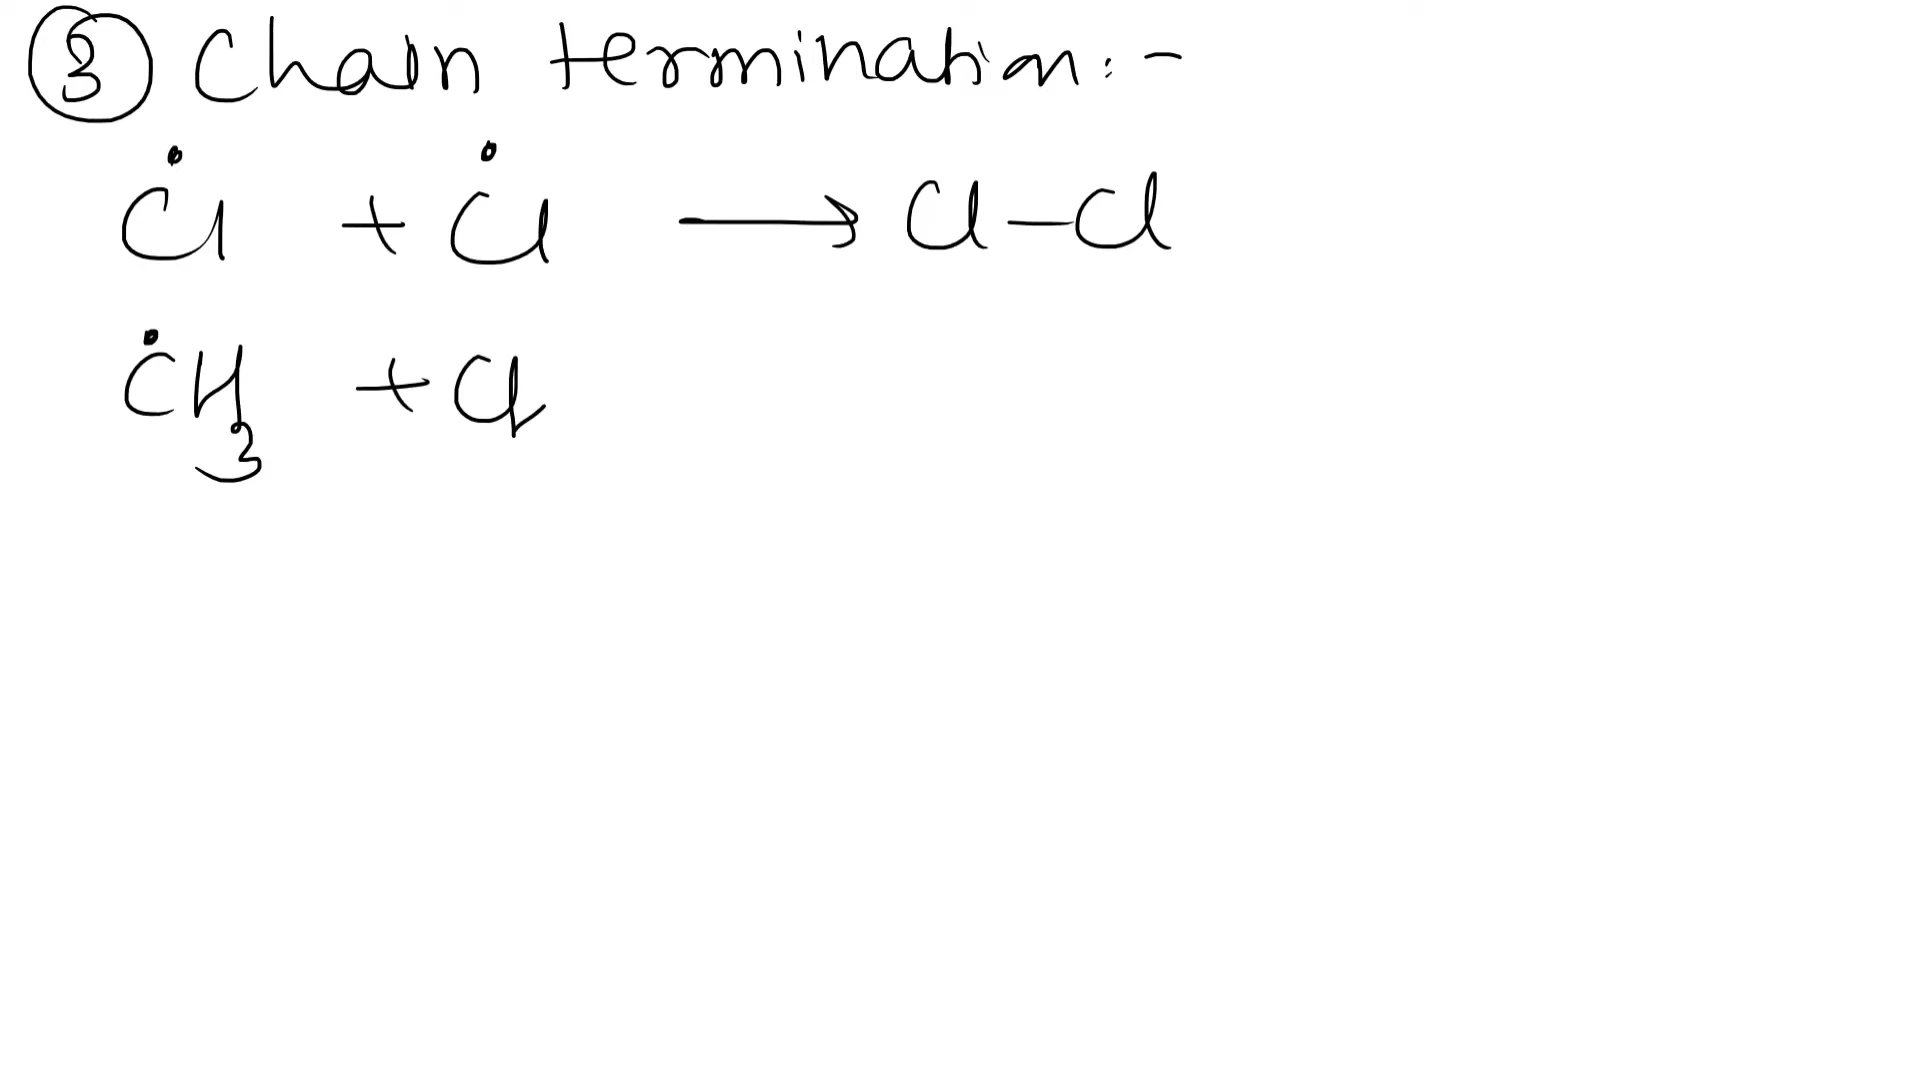 ③ Chain termination :-
Ċl + Ċl ⟶ Cl-Cl
ĊH₃ + Cl